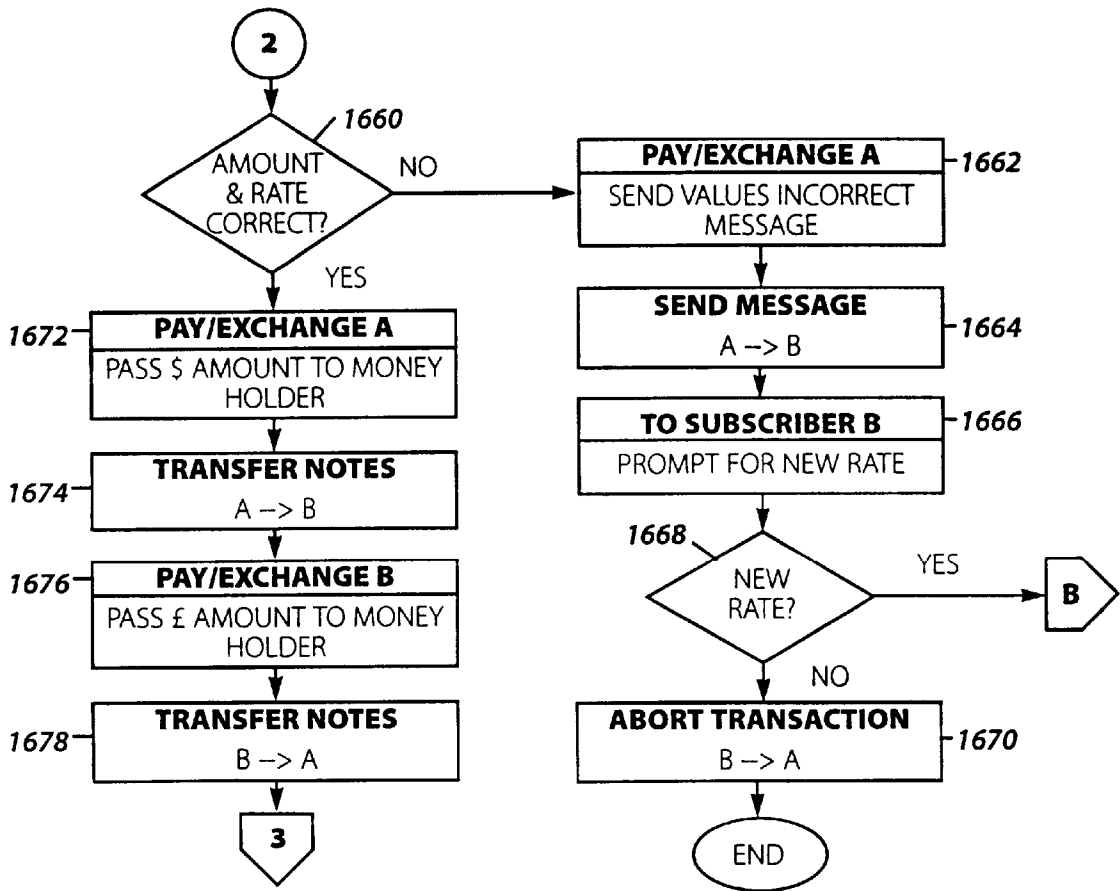 2
1660
AMOUNT
& RATE
CORRECT?
NO
YES
PAY/EXCHANGE A
1662
SEND VALUES INCORRECT
MESSAGE
SEND MESSAGE
1664
A –> B
TO SUBSCRIBER B
1666
PROMPT FOR NEW RATE
1668
NEW
RATE?
YES
B
NO
ABORT TRANSACTION
1670
B –> A
END
1672
PAY/EXCHANGE A
PASS $ AMOUNT TO MONEY
HOLDER
TRANSFER NOTES
1674
A –> B
PAY/EXCHANGE B
1676
PASS £ AMOUNT TO MONEY
HOLDER
TRANSFER NOTES
1678
B –> A
3